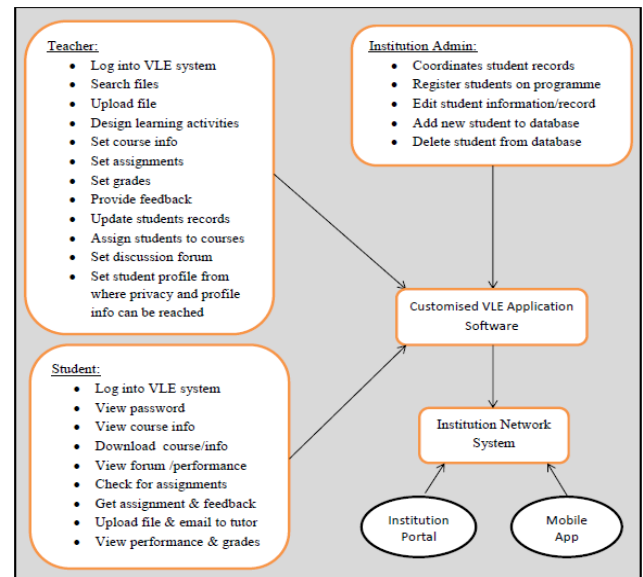 Teacher:
• Log into VLE system
• Search files
• Upload file
• Design learning activities
• Set course info
• Set assignments
• Set grades
• Provide feedback
• Update students records
• Assign students to courses
• Set discussion forum
• Set student profile from
where privacy and profile
info can be reached
Institution Admin:
• Coordinates student records
• Register students on programme
• Edit student information/record
• Add new student to database
• Delete student from database
Customised VLE Application
Software
Student:
• Log into VLE system
• View password
• View course info
• Download course/info
• View forum /performance
• Check for assignments
• Get assignment & feedback
• Upload file & email to tutor
• View performance & grades
Institution Network
System
Institution
Portal
Mobile
App